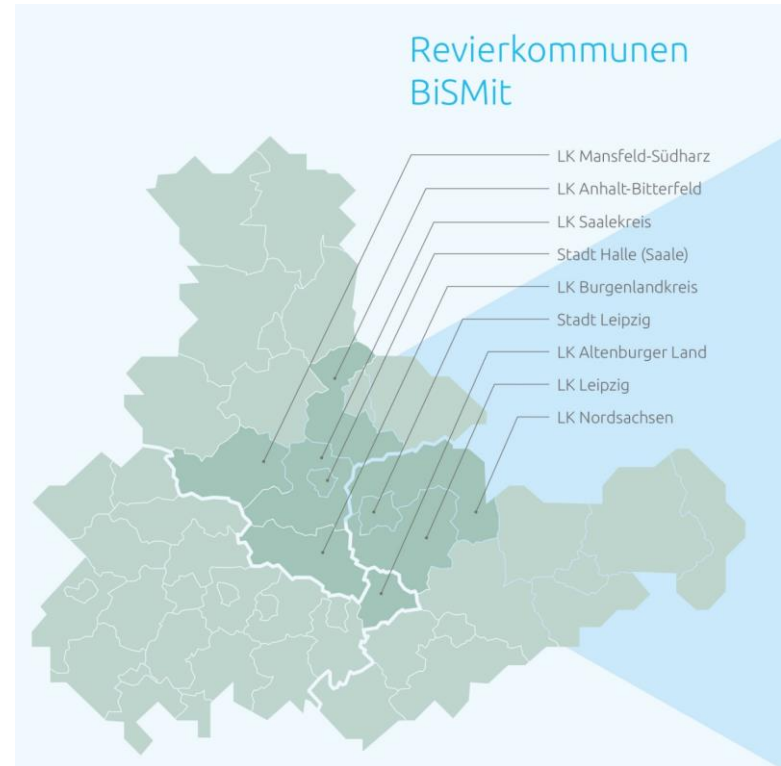 Revierkommunen
BiSMit
LK Mansfeld-Südharz
LK Anhalt-Bitterfeld
LK Saalekreis
Stadt Halle (Saale)
LK Burgenlandkreis
Stadt Leipzig
LK Altenburger Land
LK Leipzig
LK Nordsachsen